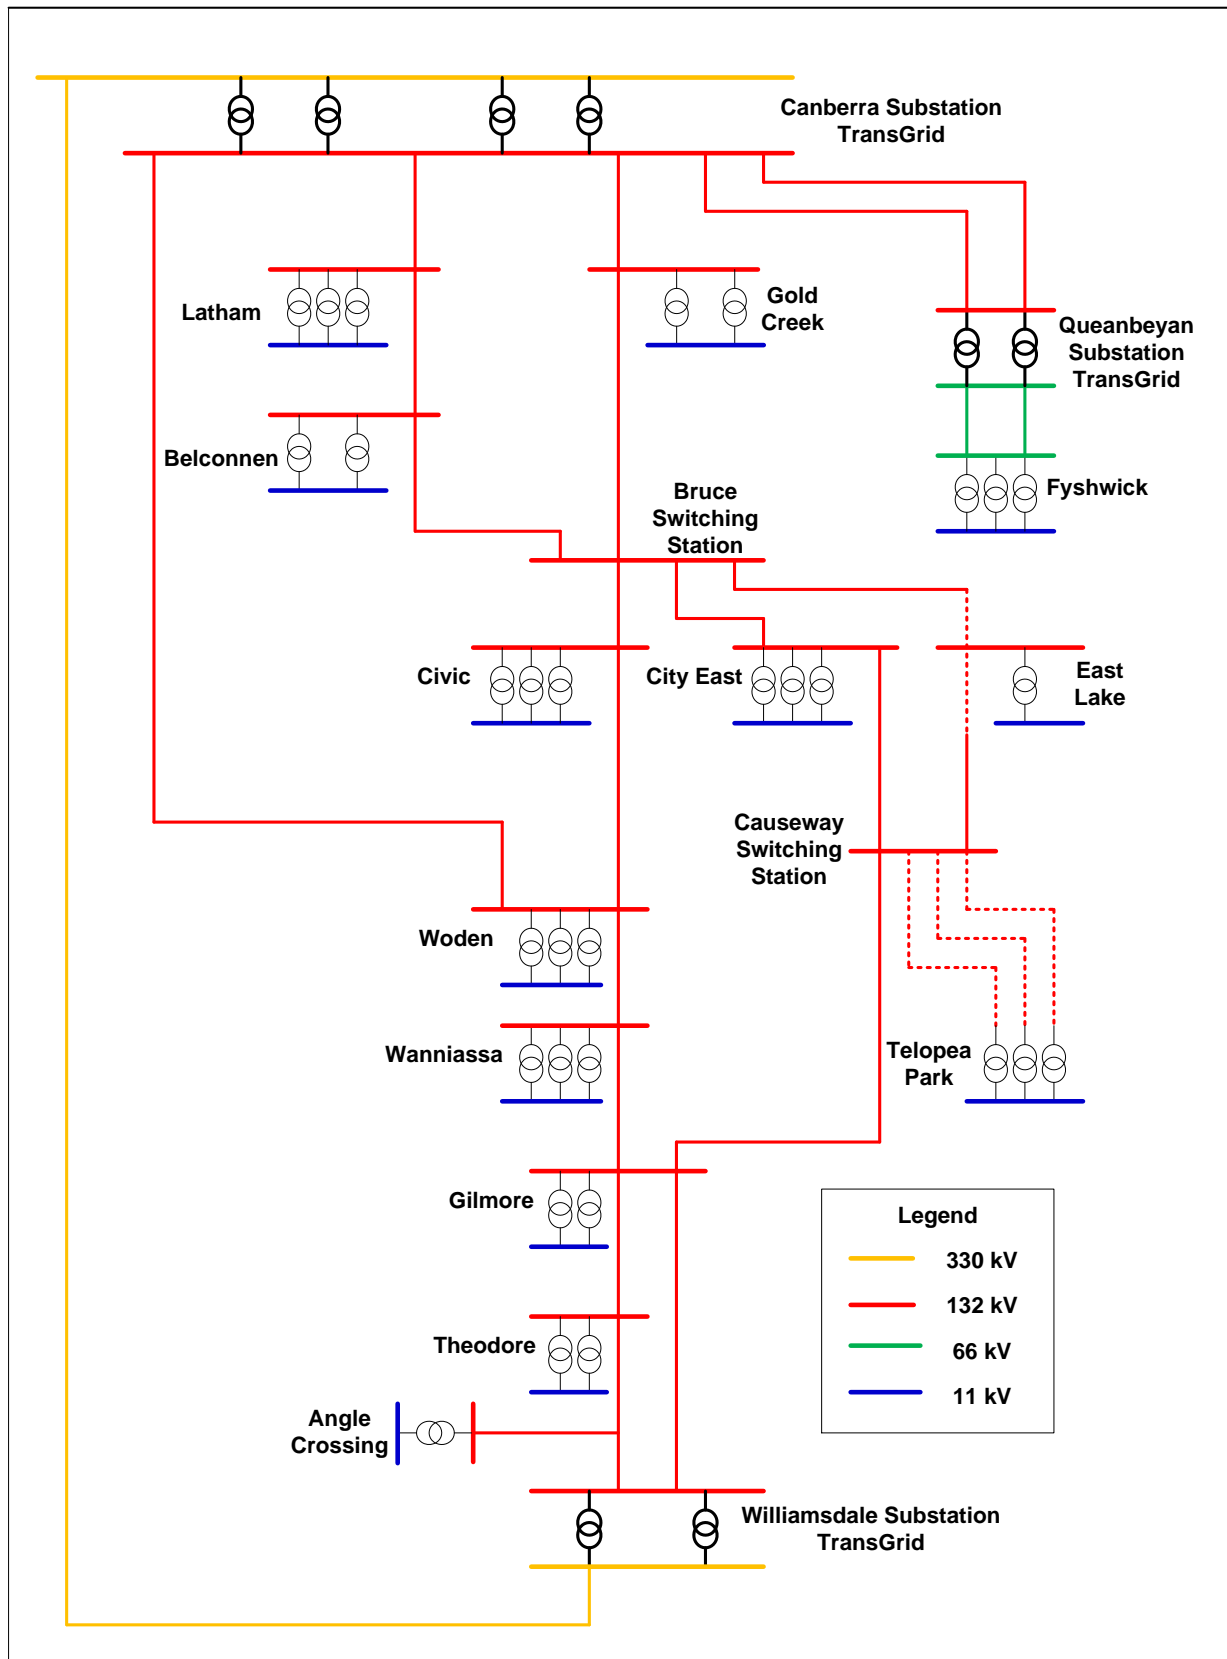 Canberra Substation
TransGrid
Latham
Gold
Creek
Queanbeyan
Substation
TransGrid
Belconnen
Fyshwick
Bruce
Switching
Station
Civic
City East
East
Lake
Causeway
Switching
Station
Woden
Wanniassa
Telopea
Park
Gilmore
Legend
330 kV
132 kV
66 kV
11 kV
Theodore
Angle
Crossing
Williamsdale Substation
TransGrid